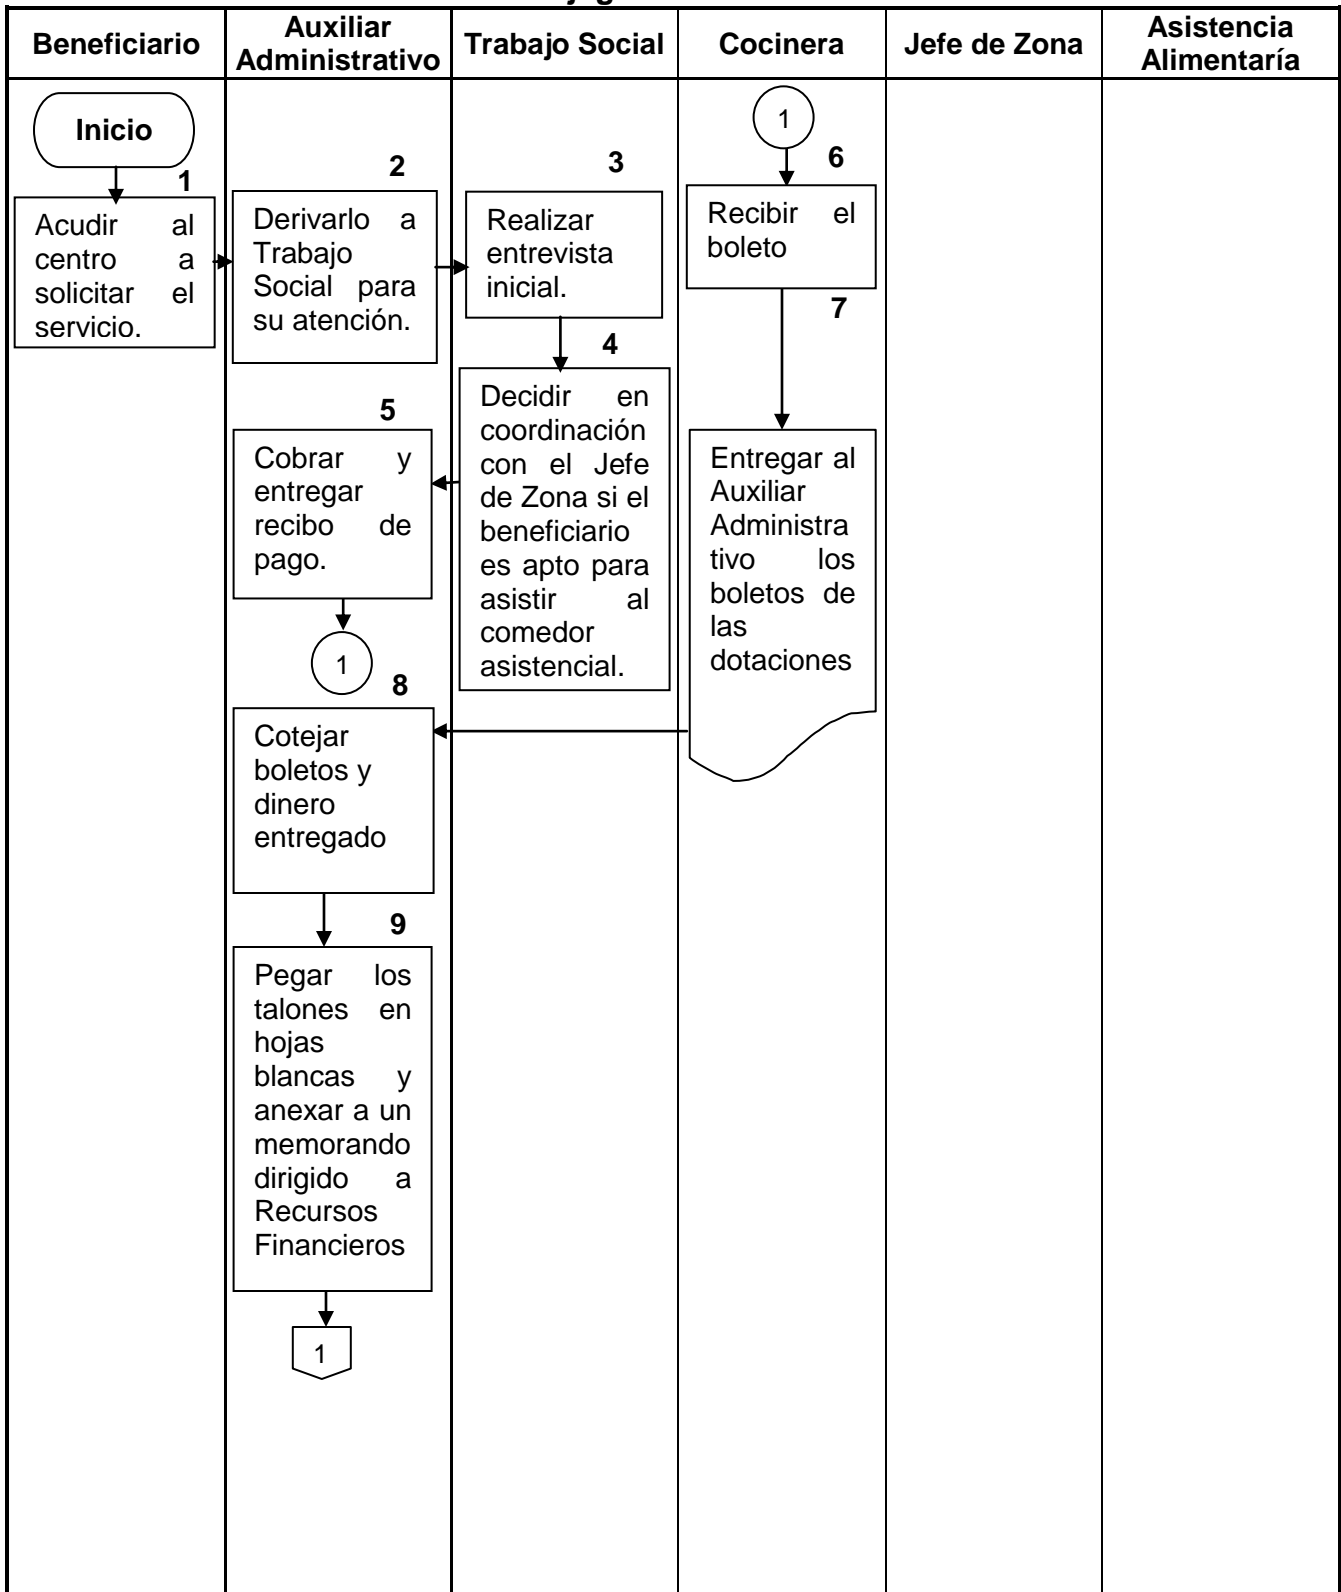 Beneficiario
Auxiliar
Administrativo
Trabajo Social
Cocinera
Jefe de Zona
Asistencia
Alimentaría
Inicio
1
Acudir al
centro a
solicitar el
servicio.
2
Derivarlo a
Trabajo
Social para
su atención.
3
Realizar
entrevista
inicial.
4
Decidir en
coordinación
con el Jefe
de Zona si el
beneficiario
es apto para
asistir al
comedor
asistencial.
5
Cobrar y
entregar
recibo de
pago.
1
1
6
Recibir el
boleto
7
Entregar al
Auxiliar
Administra
tivo los
boletos de
las
dotaciones
8
Cotejar
boletos y
dinero
entregado
9
Pegar los
talones en
hojas
blancas y
anexar a un
memorando
dirigido a
Recursos
Financieros
1